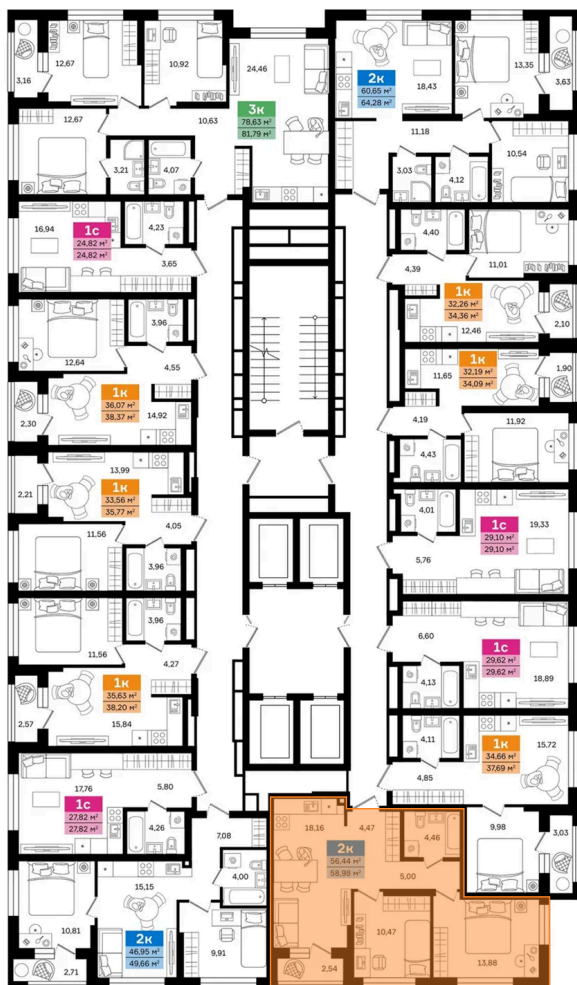 12,67
10,92
24,46
3,16
3к
78,63 м²
81,79 м²
12,67
10,63
3,21
4,07
2к
60,65 м²
64,28 м²
18,43
13,35
3,63
11,18
3,03
4,12
10,54
16,94
1с
24,82 м²
24,82 м²
4,23
3,65
4,40
4,39
11,01
1к
32,26 м²
34,36 м²
12,46
2,10
3,96
12,64
4,55
1к
36,07 м²
38,37 м²
14,92
2,30
11,65
1к
32,19 м²
34,09 м²
1,90
4,19
11,92
4,43
13,99
2,21
1к
33,56 м²
35,77 м²
4,05
11,56
3,96
4,01
19,33
1с
29,10 м²
29,10 м²
5,76
3,96
11,56
4,27
1к
35,63 м²
38,20 м²
2,57
15,84
6,60
1с
29,62 м²
29,62 м²
4,13
18,89
4,11
1к
34,66 м²
37,69 м²
15,72
4,85
9,98
3,03
17,76
5,80
1с
27,82 м²
27,82 м²
4,26
7,08
4,00
15,15
10,81
2к
46,95 м²
49,66 м²
9,91
2,71
18,16
4,47
4,46
2к
56,44 м²
58,98 м²
5,00
10,47
13,88
2,54